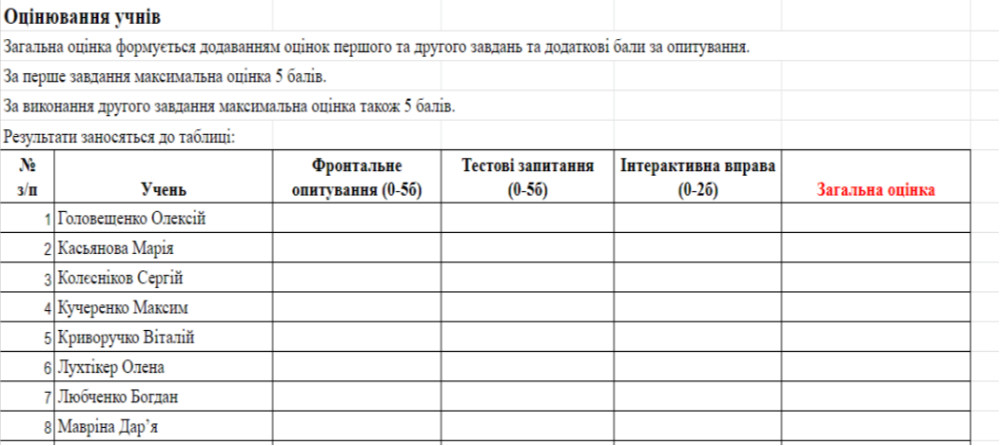 Оцінювання учнів
Загальна оцінка формується додаванням оцінок першого та другого завдань та додаткові бали за опитування.
За перше завдання максимальна оцінка 5 балів.
За виконання другого завдання максимальна оцінка також 5 балів.
Результати заносяться до таблиці:
№ з/п Учень Фронтальне опитування (0-5б) Тестові запитання (0-5б) Інтерактивна вправа (0-2б) Загальна оцінка
1 Головещенко Олексій
2 Касьянова Марія
3 Колєсніков Сергій
4 Кучеренко Максим
5 Криворучко Віталій
6 Лухтікер Олена
7 Любченко Богдан
8 Мавріна Дар’я